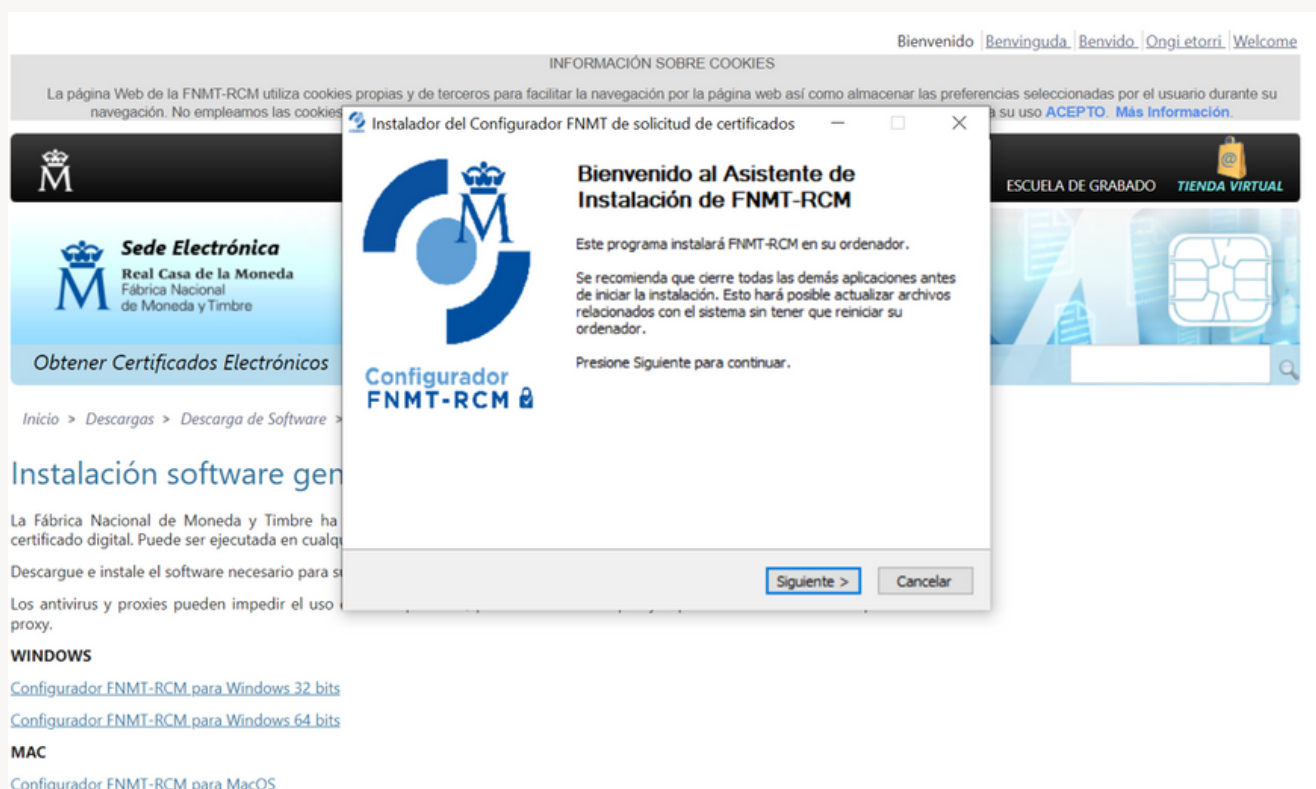 Bienvenido Benvinguda Benvido Ongi etorri Welcome
INFORMACIÓN SOBRE COOKIES
La página Web de la FNMT-RCM utiliza cookies propias y de terceros para facilitar la navegación por la página web así como almacenar las preferencias seleccionadas por el usuario durante su
navegación. No empleamos las cookies a su uso ACEPTO. Más Información.
ESCUELA DE GRABADO TIENDA VIRTUAL
Sede Electrónica
Real Casa de la Moneda
Fábrica Nacional
de Moneda y Timbre
Obtener Certificados Electrónicos
Instalador del Configurador FNMT de solicitud de certificados
Bienvenido al Asistente de
Instalación de FNMT-RCM
Este programa instalará FNMT-RCM en su ordenador.
Se recomienda que cierre todas las demás aplicaciones antes
de iniciar la instalación. Esto hará posible actualizar archivos
relacionados con el sistema sin tener que reiniciar su
ordenador.
Presione Siguiente para continuar.
Configurador
FNMT-RCM
Siguiente > Cancelar
Inicio > Descargas > Descarga de Software >
Instalación software gen
La Fábrica Nacional de Moneda y Timbre ha
certificado digital. Puede ser ejecutada en cualqu
Descargue e instale el software necesario para su
Los antivirus y proxies pueden impedir el uso
proxy.
WINDOWS
Configurador FNMT-RCM para Windows 32 bits
Configurador FNMT-RCM para Windows 64 bits
MAC
Configurador FNMT-RCM para MacOS